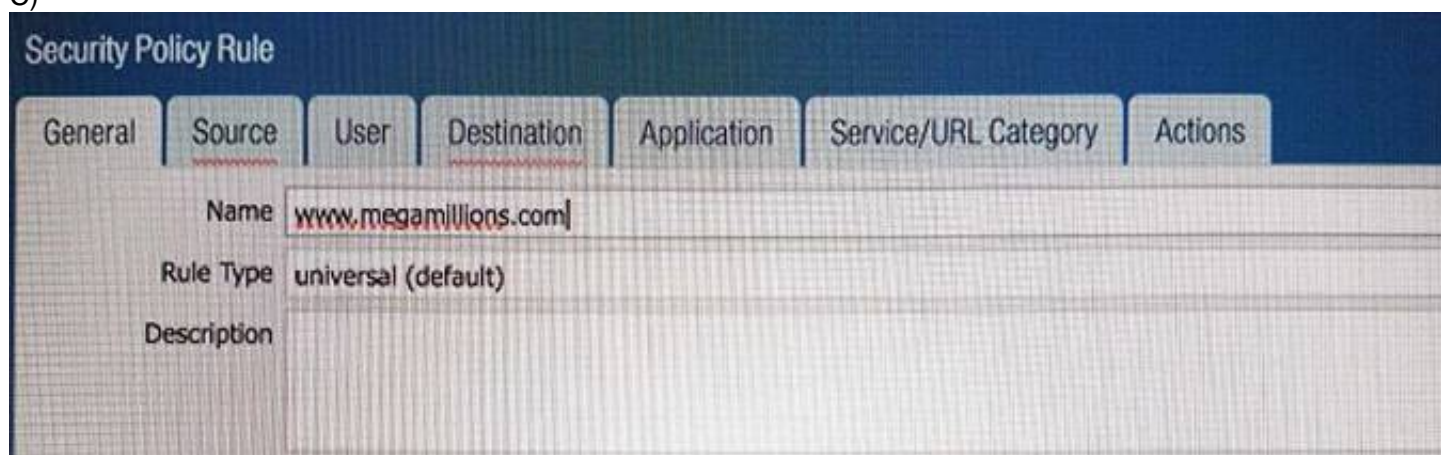 Security Policy Rule
General Source User Destination Application Service/URL Category Actions
Name www.megamillions.com
Rule Type universal (default)
Description